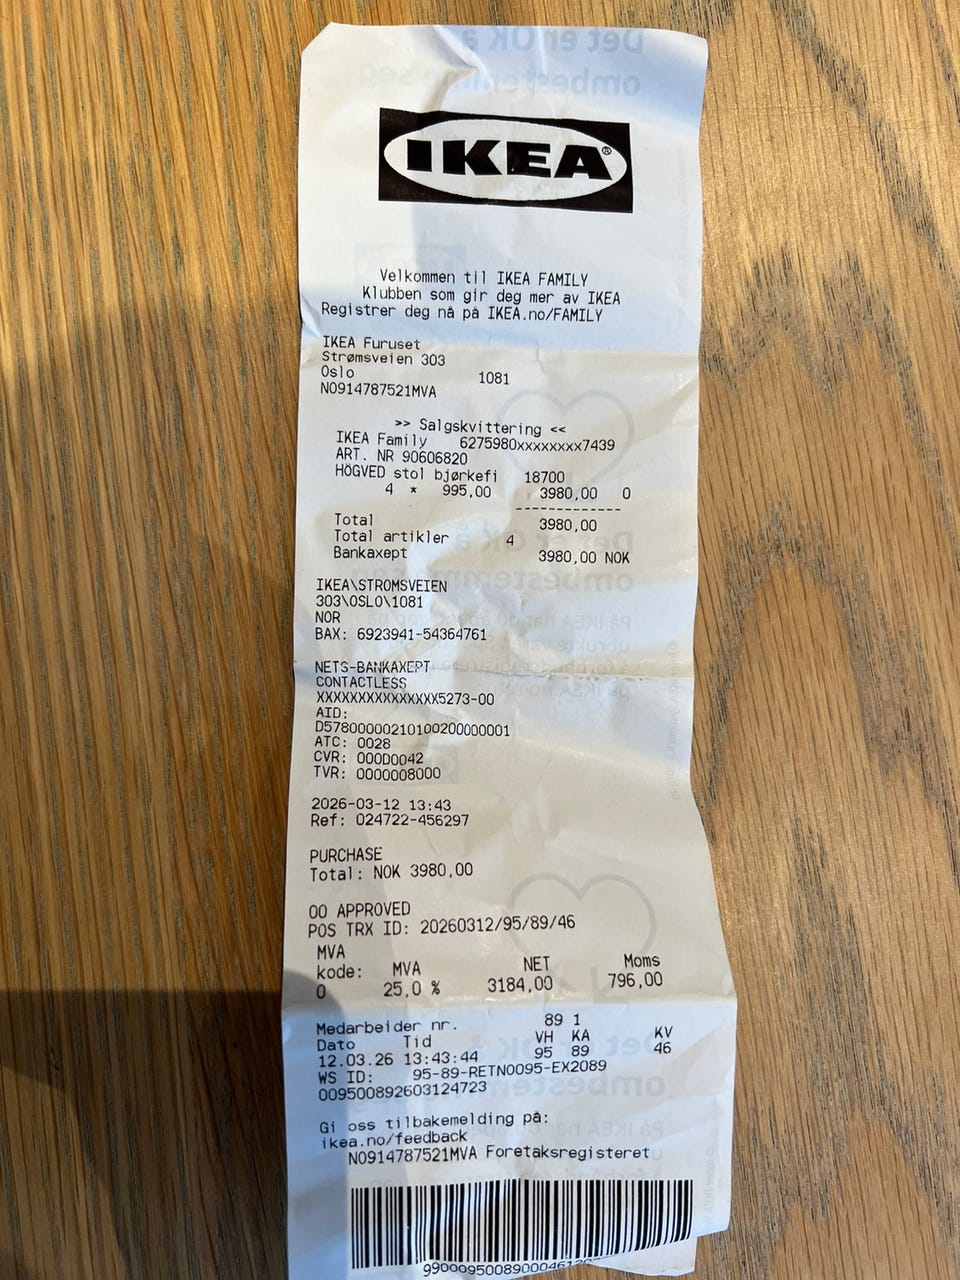 IKEA®
Velkommen til IKEA FAMILY
Klubben som gir deg mer av IKEA
Registrer deg nå på IKEA.no/FAMILY
IKEA Furuset
Strømsveien 303
Oslo 1081
NO914787521MVA
>> Salgskvittering <<
IKEA Family 6275980xxxxxxxx7439
ART. NR 90606820
HÖGVED stol bjørkefi 18700
4 * 995,00 3980,00 0
Total 3980,00
Total artikler 4
Bankaxept 3980,00 NOK
IKEA\STROMSVEIEN
303\OSLO\1081
NOR
BAX: 6923941-54364761
NETS-BANKAXEPT
CONTACTLESS
XXXXXXXXXXXXXXX5273-00
AID:
D5780000021010020000​0001
ATC: 0028
CVR: 000D0042
TVR: 0000008000
2026-03-12 13:43
Ref: 024722-456297
PURCHASE
Total: NOK 3980,00
00 APPROVED
POS TRX ID: 20260312/95/89/46
MVA
kode: MVA NET Moms
0 25,0 % 3184,00 796,00
Medarbeider nr. 89 1
Dato Tid VH KA KV
12.03.26 13:43:44 95 89 46
WS ID: 95-89-RETN0095-EX2089
009500892603124723
Gi oss tilbakemelding på:
ikea.no/feedback
NO914787521MVA Foretaksregisteret